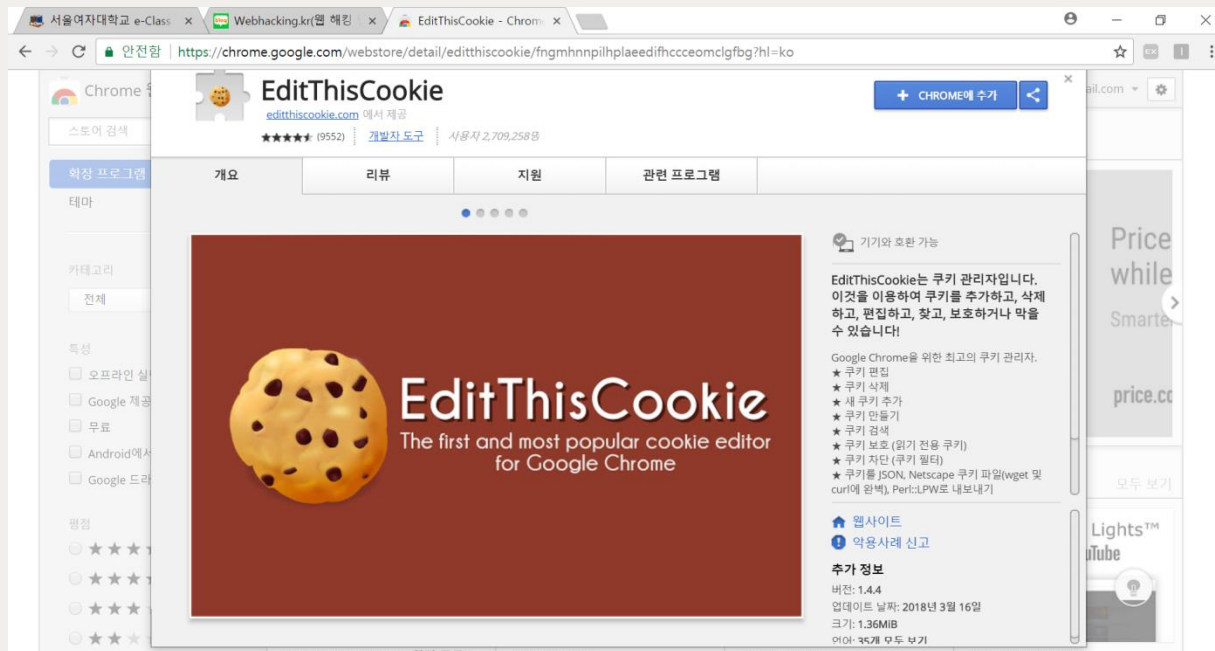 서울여자대학교 e-Class
Webhacking.kr(웹 해킹
EditThisCookie - Chrom
안전함
https://chrome.google.com/webstore/detail/editthiscookie/fngmhnnpilhplaeedifhccceomclgfbg?hl=ko
Chrome
스토어 검색
확장 프로그램
테마
카테고리
전체
특성
오프라인
Google 제공
무료
Android에서
Google
평점
EditThisCookie
editthiscookie.com 에서 제공
★★★★ (9552)
개발자 도구
사용자 2,709,258명
+ CHROME에 추가
ail.com
개요
리뷰
지원
관련 프로그램
EditThisCookie
The first and most popular cookie editor
for Google Chrome
기기와 호환 가능
EditThisCookie는 쿠키 관리자입니다.
이것을 이용하여 쿠키를 추가하고, 삭제
하고, 편집하고, 찾고, 보호하거나 막을
수 있습니다!
Google Chrome을 위한 최고의 쿠키 관리자.
★ 쿠키 편집
★ 쿠키 삭제
★ 새 쿠키 추가
★ 쿠키 만들기
★ 쿠키 검색
★ 쿠키 보호 (읽기 전용 쿠키)
★ 쿠키 차단 (쿠키 필터)
★ 쿠키를 JSON, Netscape 쿠키 파일(wget 및
curl에 완벽), Perl::LPW로 내보내기
웹사이트
악용사례 신고
추가 정보
버전: 1.4.4
업데이트 날짜: 2018년 3월 16일
크기: 1.36MiB
언어: 35개 모두 보기
Price
while
Smarte
price.co
모두 보기
Lights™
uTube